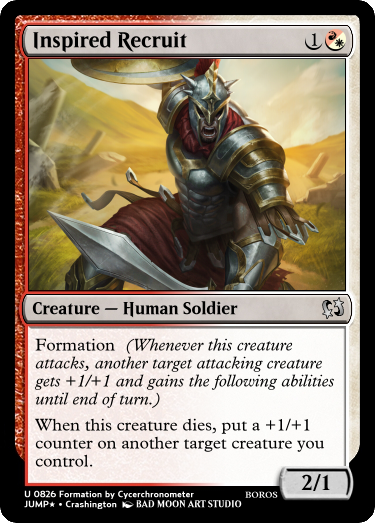 Inspired Recruit 1
Creature — Human Soldier
Formation (Whenever this creature
attacks, another target attacking creature
gets +1/+1 and gains the following abilities
until end of turn.)
When this creature dies, put a +1/+1
counter on another target creature you
control.
2/1
U 0826 Formation by Cycerchronometer BOROS
JUMP★ • Crashington BAD MOON ART STUDIO